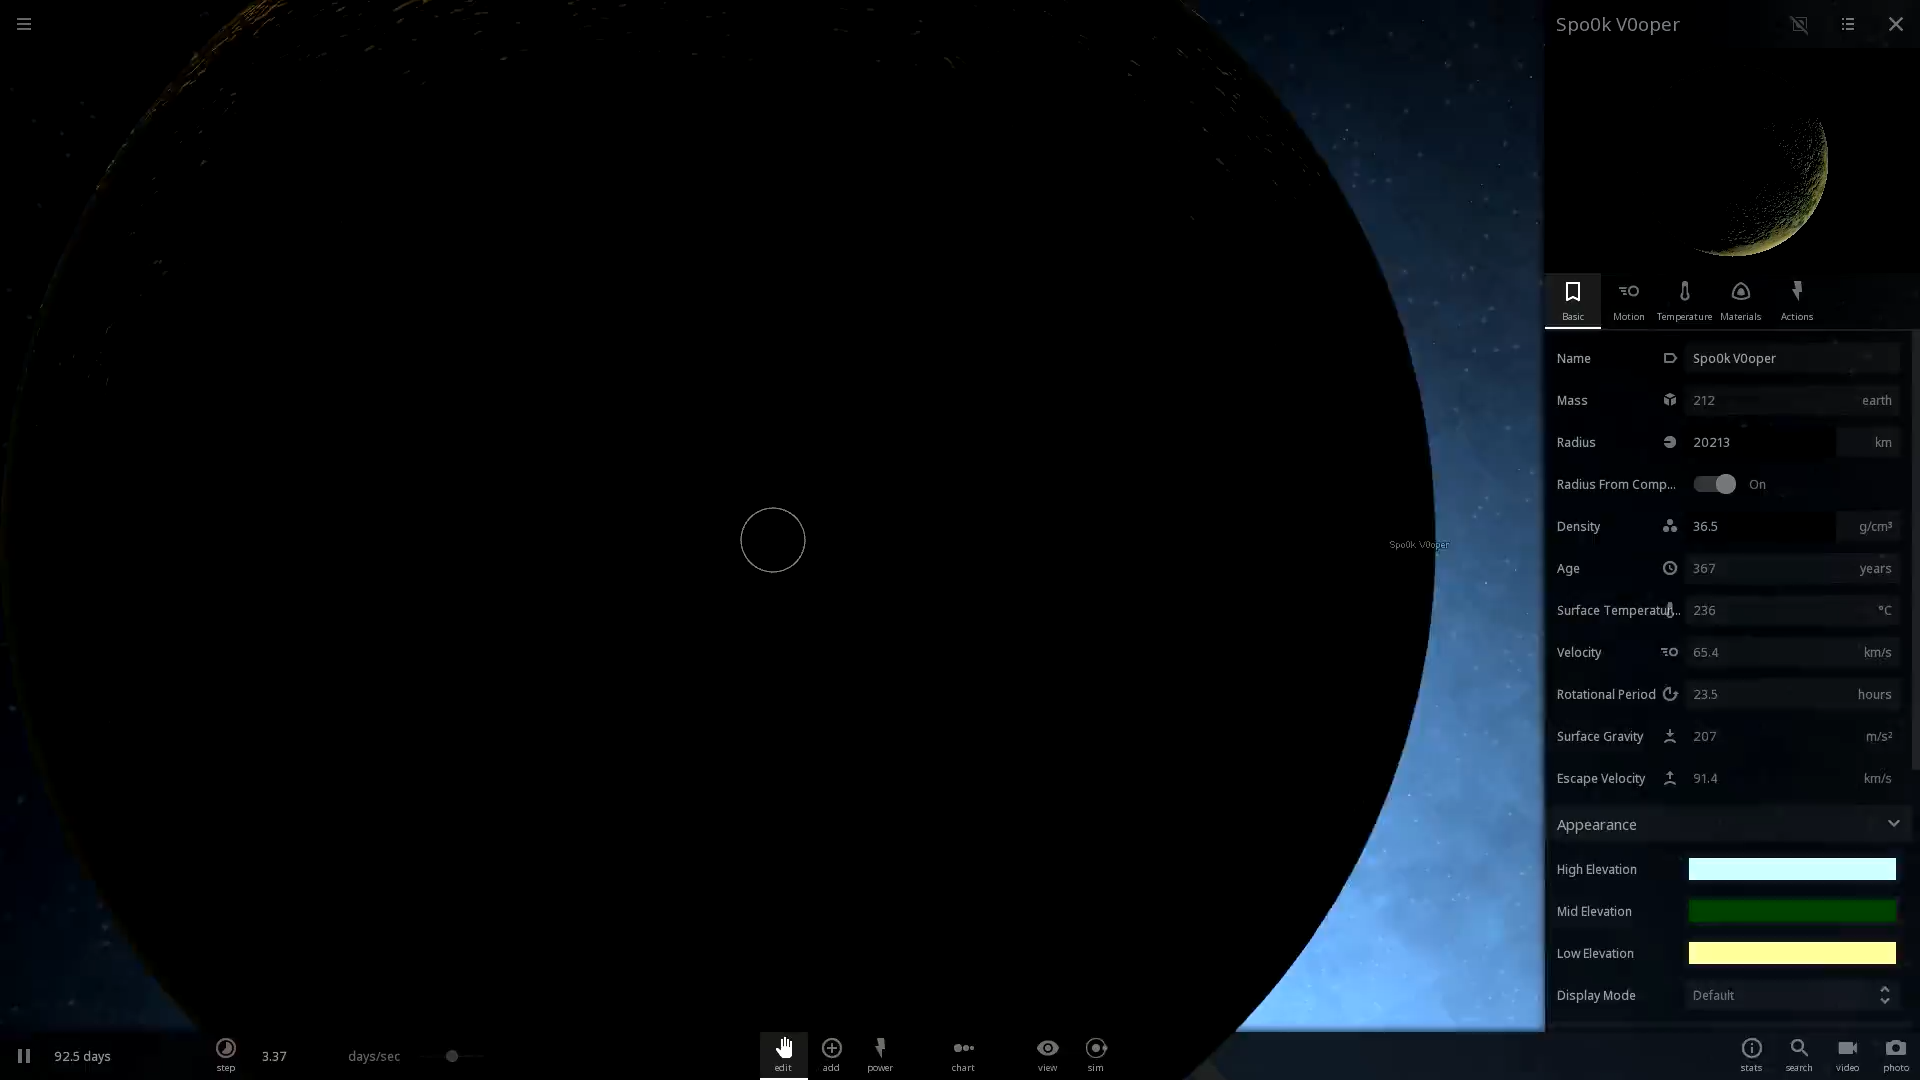 Spo0k V0oper
Basic
Motion
Temperature
Materials
Actions
Name
Spo0k V0oper
Mass
212
earth
Radius
20213
km
Radius From Comp...
On
Density
36.5
g/cm³
Age
367
years
Surface Temperatur...
236
°C
Velocity
65.4
km/s
Rotational Period
23.5
hours
Surface Gravity
207
m/s²
Escape Velocity
91.4
km/s
Appearance
High Elevation
Mid Elevation
Low Elevation
Display Mode
Default
Spo0k V0oper
92.5 days
step
3.37
days/sec
edit
add
power
chart
view
sim
stats
search
video
photo